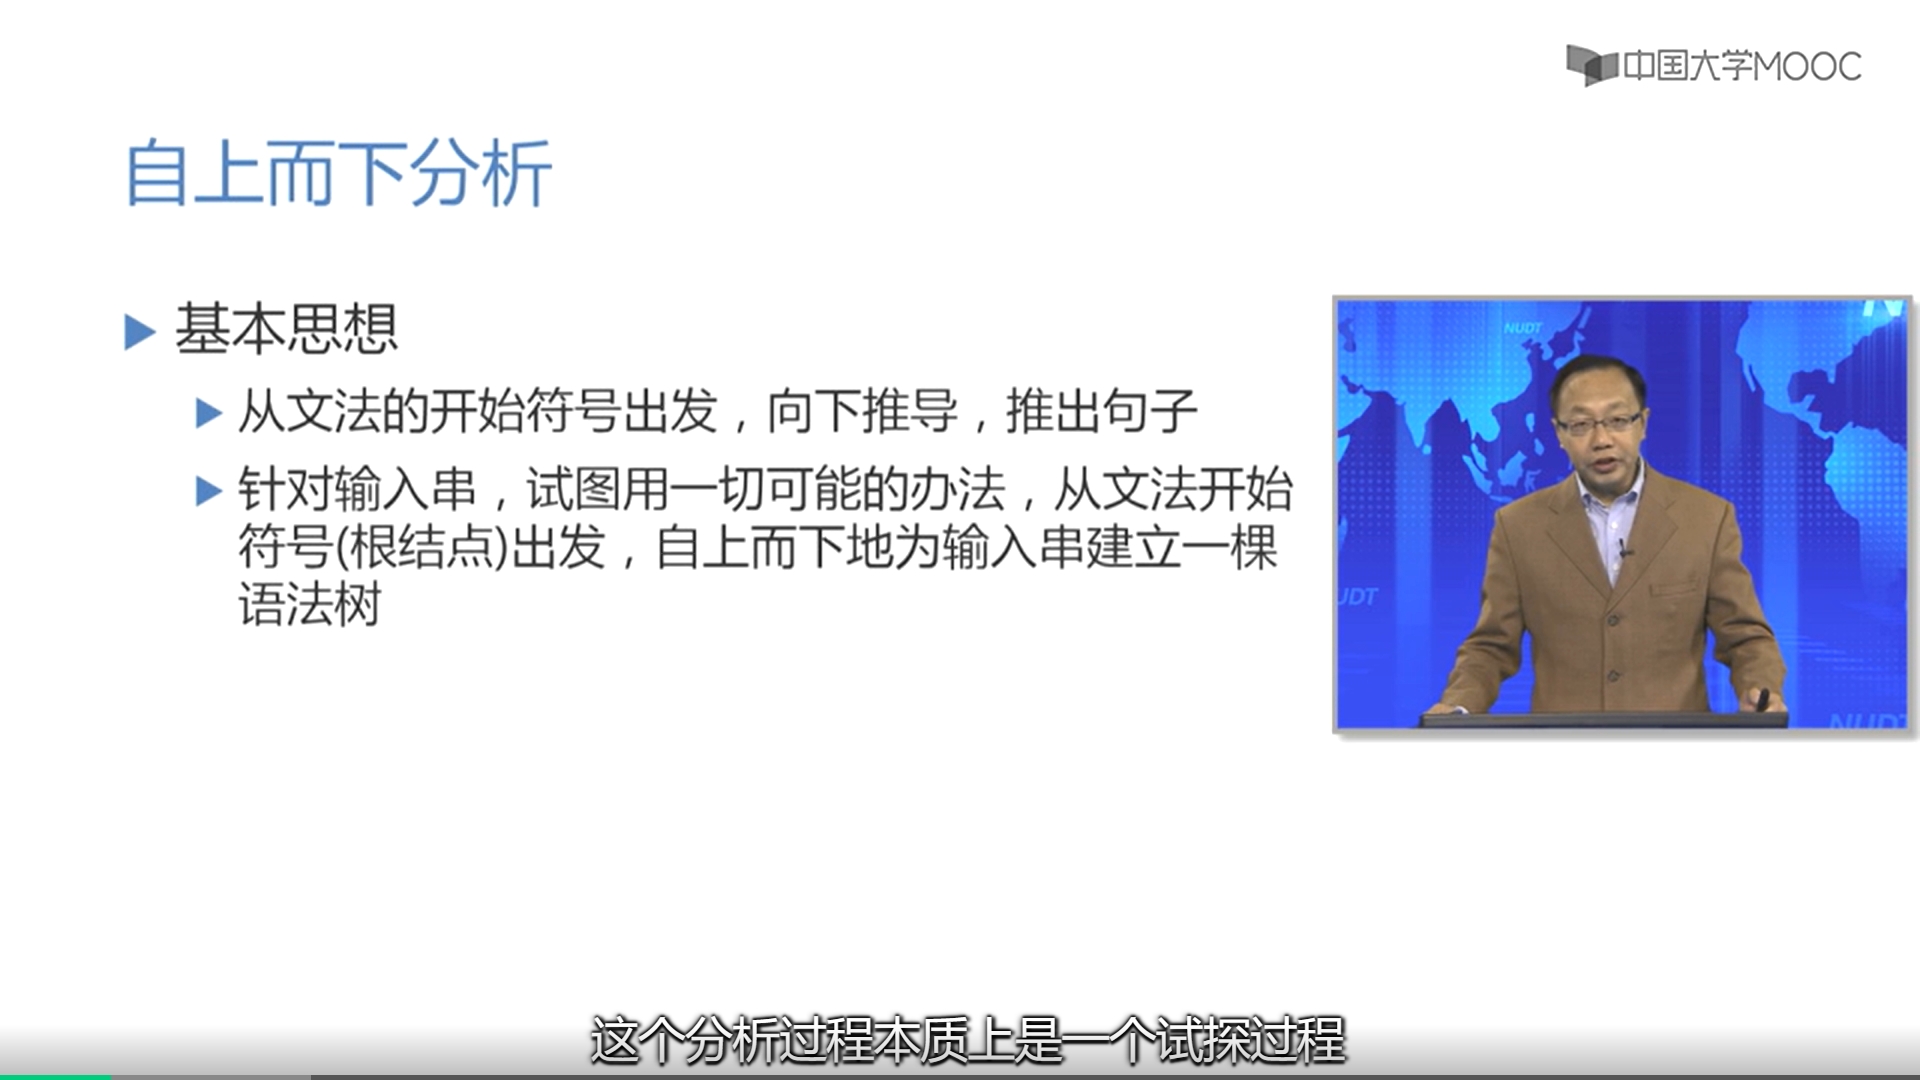 中国大学MOOC
自上而下分析
基本思想
从文法的开始符号出发，向下推导，推出句子
针对输入串，试图用一切可能的办法，从文法开始
符号(根结点)出发，自上而下地为输入串建立一棵
语法树
NUDT
UDT
NUDT
这个分析过程本质上是一个试探过程